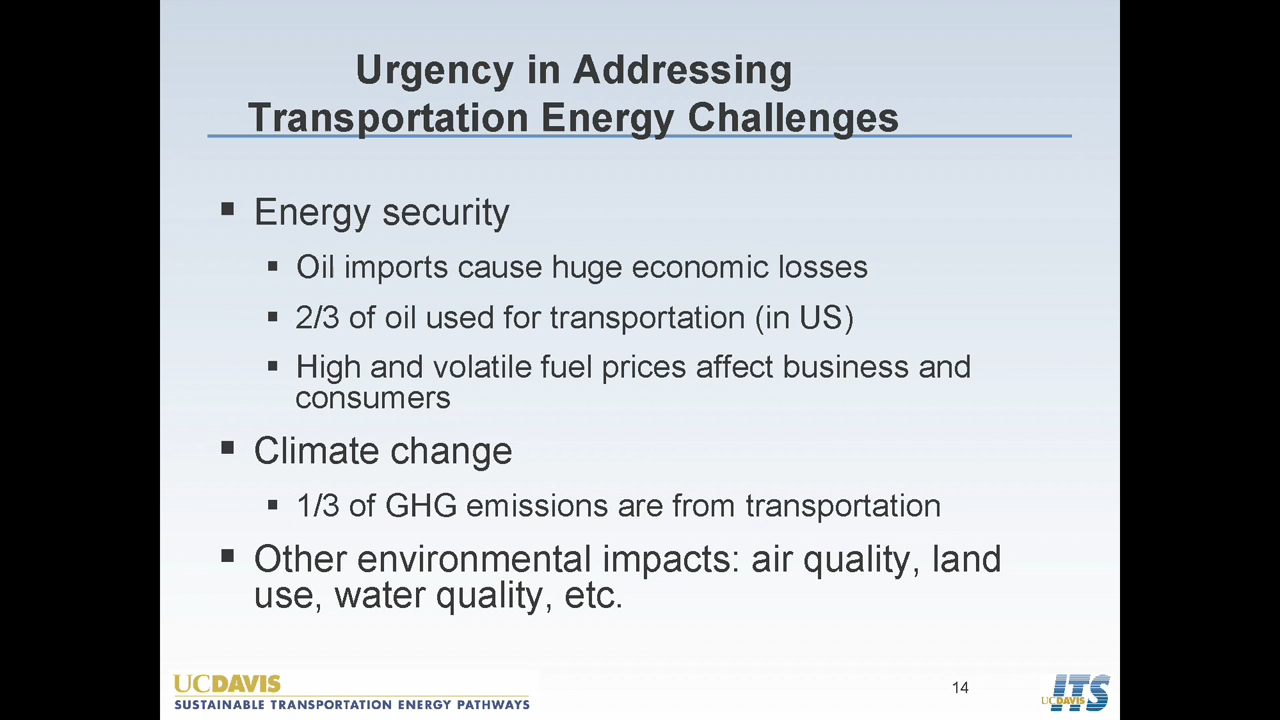 Urgency in Addressing
Transportation Energy Challenges
▪ Energy security
▪ Oil imports cause huge economic losses
▪ 2/3 of oil used for transportation (in US)
▪ High and volatile fuel prices affect business and
consumers
▪ Climate change
▪ 1/3 of GHG emissions are from transportation
▪ Other environmental impacts: air quality, land
use, water quality, etc.
UCDAVIS
SUSTAINABLE TRANSPORTATION ENERGY PATHWAYS
14
UCDAVIS ITS